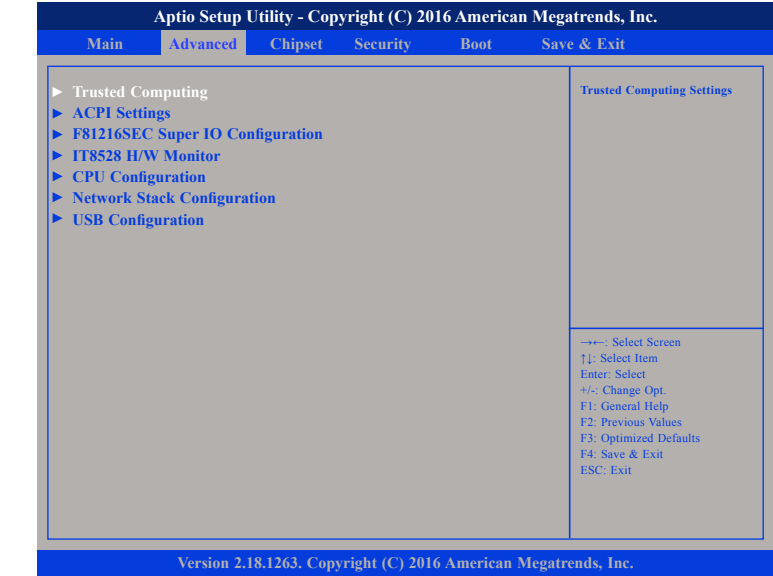 Aptio Setup Utility - Copyright (C) 2016 American Megatrends, Inc.
Main Advanced Chipset Security Boot Save & Exit
► Trusted Computing
► ACPI Settings
► F81216SEC Super IO Configuration
► IT8528 H/W Monitor
► CPU Configuration
► Network Stack Configuration
► USB Configuration
Trusted Computing Settings
→←: Select Screen
↑↓: Select Item
Enter: Select
+/-: Change Opt.
F1: General Help
F2: Previous Values
F3: Optimized Defaults
F4: Save & Exit
ESC: Exit
Version 2.18.1263. Copyright (C) 2016 American Megatrends, Inc.